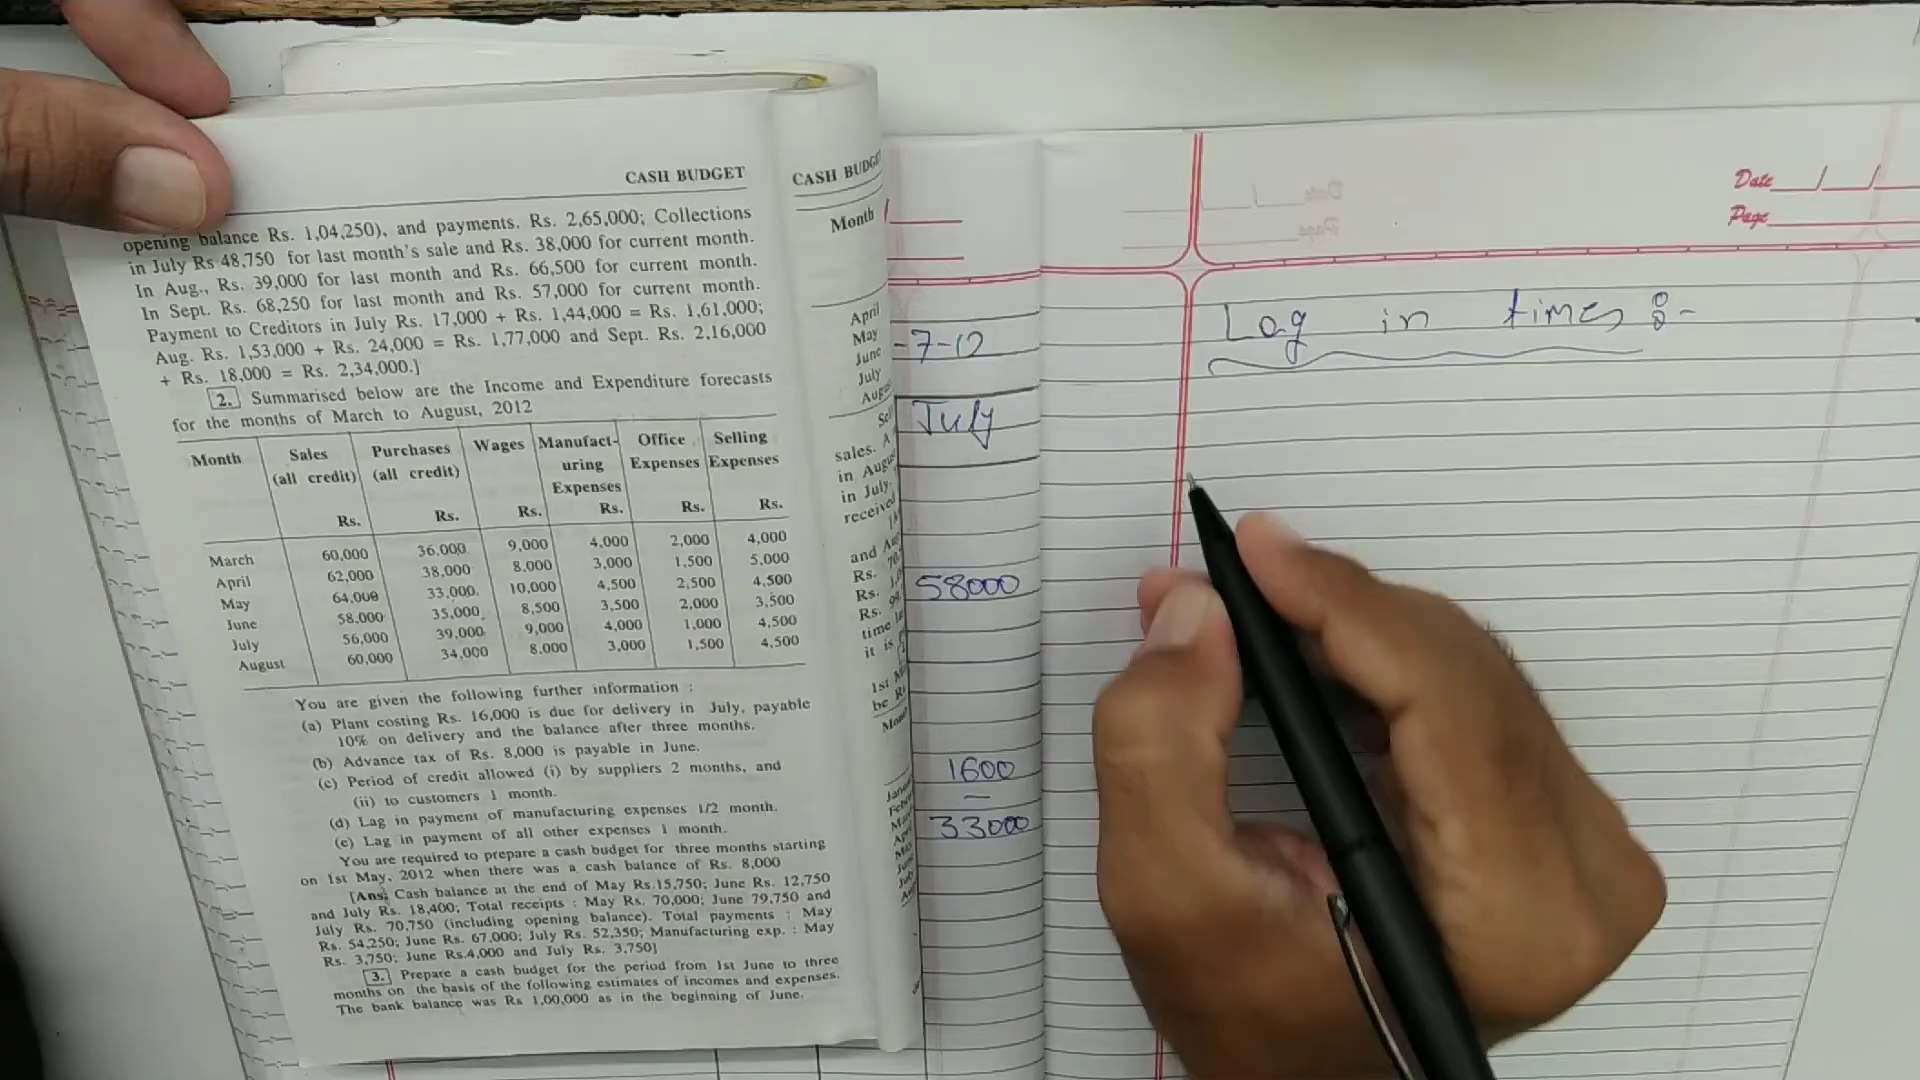 CASH BUDGET
opening balance Rs. 1,04,250), and payments. Rs. 2,65,000; Collections
in July Rs 48,750 for last month's sale and Rs. 38,000 for current month.
In Aug., Rs. 39,000 for last month and Rs. 66,500 for current month.
In Sept. Rs. 68,250 for last month and Rs. 57,000 for current month.
Payment to Creditors in July Rs. 17,000 + Rs. 1,44,000 = Rs. 1,61,000;
Aug. Rs. 1,53,000 + Rs. 24,000 = Rs. 1,77,000 and Sept. Rs. 2,16,000
+ Rs. 18,000 = Rs. 2,34,000.]
2. Summarised below are the Income and Expenditure forecasts
for the months of March to August, 2012
Month Sales Purchases Wages Manufact- Office Selling
(all credit) (all credit) uring Expenses Expenses
Expenses
Rs. Rs. Rs. Rs. Rs. Rs.
March 60,000 36,000 9,000 4,000 2,000 4,000
April 62,000 38,000 8,000 3,000 1,500 5,000
May 64,000 33,000. 10,000 4,500 2,500 4,500
June 58.000 35,000 8,500 3,500 2,000 3,500
July 56,000 39,000 9,000 4,000 1,000 4,500
August 60,000 34,000 8.000 3,000 1,500 4,500
You are given the following further information :
(a) Plant costing Rs. 16,000 is due for delivery in July, payable
10% on delivery and the balance after three months.
(b) Advance tax of Rs. 8,000 is payable in June.
(c) Period of credit allowed (i) by suppliers 2 months, and
(ii) to customers 1 month.
(d) Lag in payment of manufacturing expenses 1/2 month.
(e) Lag in payment of all other expenses 1 month.
You are required to prepare a cash budget for three months starting
on 1st May, 2012 when there was a cash balance of Rs. 8,000
[Ans: Cash balance at the end of May Rs.15,750; June Rs. 12,750
and July Rs. 18,400; Total receipts : May Rs. 70,000; June 79,750 and
July Rs. 70,750 (including opening balance). Total payments : May
Rs. 54,250; June Rs. 67,000; July Rs. 52,350; Manufacturing exp. : May
Rs. 3,750; June Rs.4,000 and July Rs. 3,750]
3. Prepare a cash budget for the period from 1st June to three
months on the basis of the following estimates of incomes and expenses.
The bank balance was Rs 1,00,000 as in the beginning of June.
CASH
Month
April
May
June
July
sales. A
in July.
received
Rs.
Rs.
Rs.
it is
1st
be
-7-12
July
58000
1600
—
33000
Date
Page
Lag in times :-